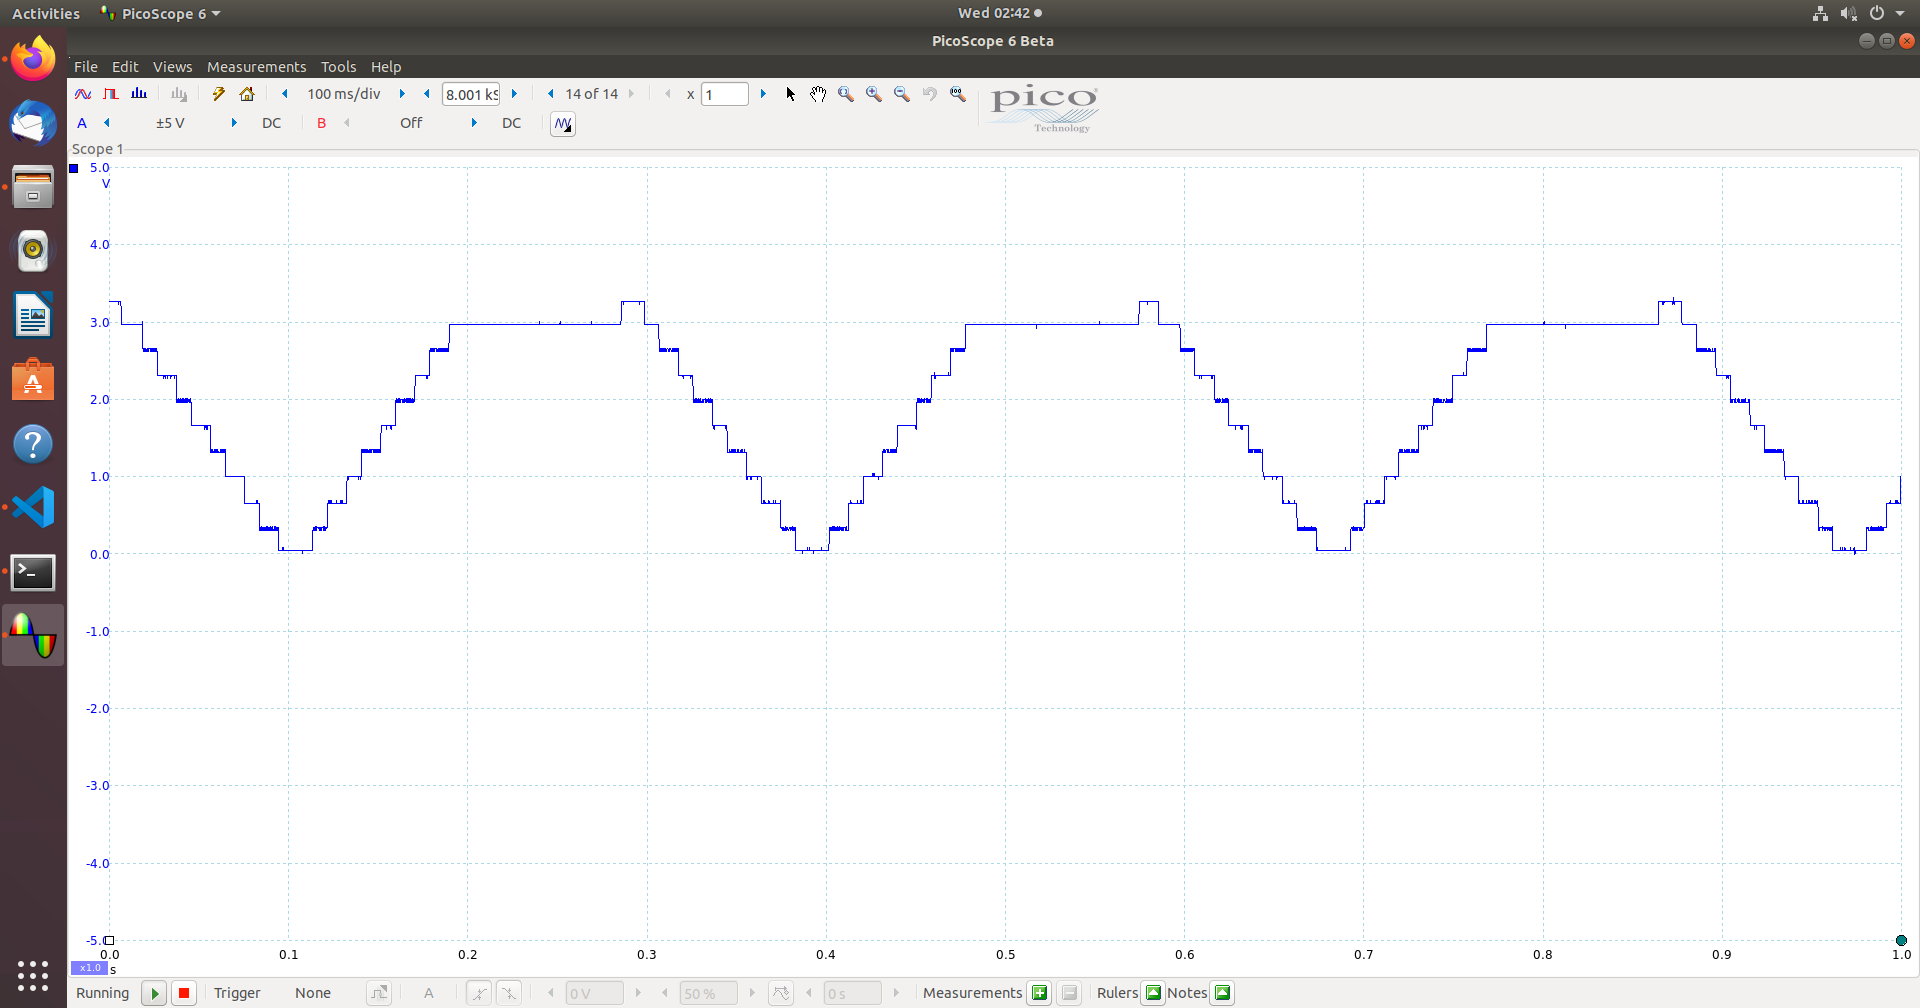 Activities PicoScope 6 Wed 02:42
PicoScope 6 Beta
File Edit Views Measurements Tools Help
100 ms/div 8.001 kS 14 of 14 x 1
A ±5 V DC B Off DC
pico
Technology
Scope 1
5.0
V
4.0
3.0
2.0
1.0
0.0
-1.0
-2.0
-3.0
-4.0
-5.0
0.0 0.1 0.2 0.3 0.4 0.5 0.6 0.7 0.8 0.9 1.0
x1.0 s
Running Trigger None A 0 V 50 % 0 s Measurements Rulers Notes